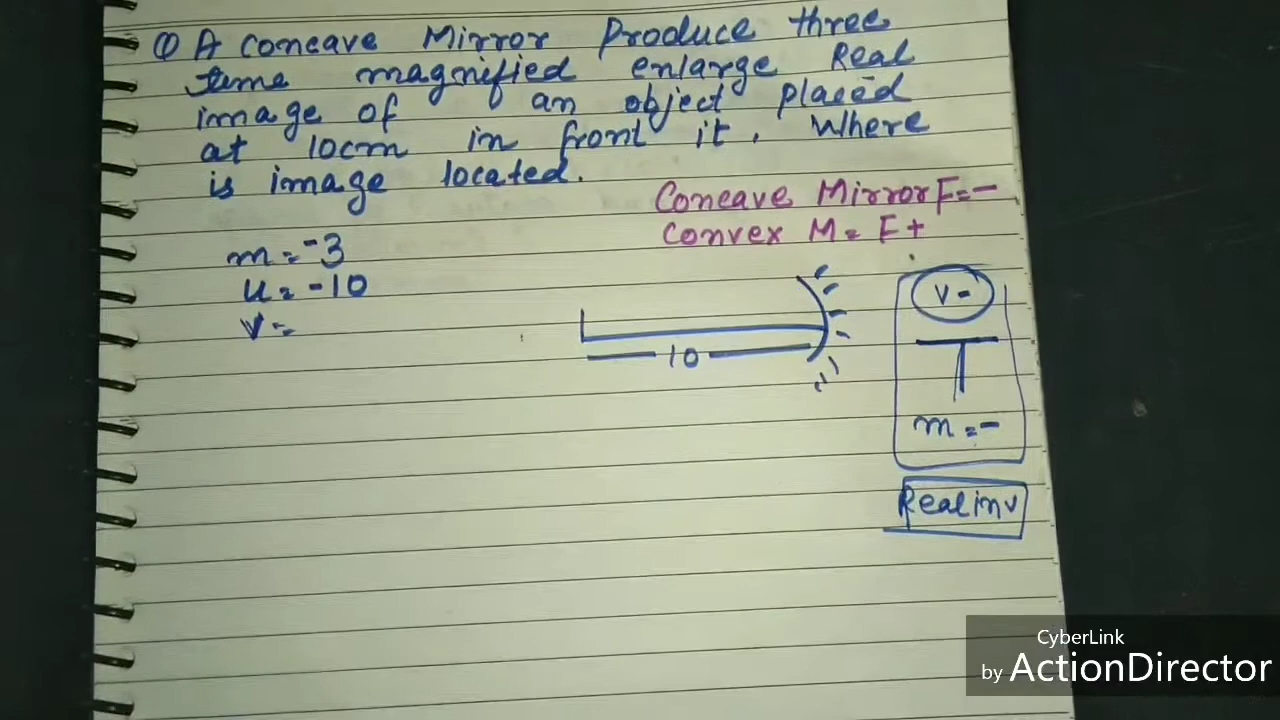 ① A Concave Mirror Produce three
time magnified enlarge Real
image of an object placed
at 10cm in front it. Where
is image located.
Concave Mirror F=-
Convex M= F+
m=-3
u=-10
v=
10
v-
m=-
Real inv
CyberLink
by ActionDirector